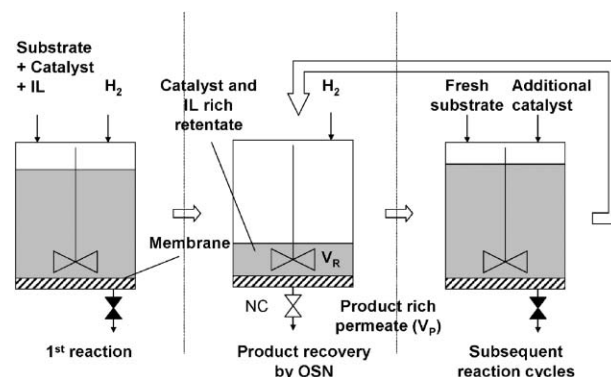 Substrate
+ Catalyst
+ IL
H2
Catalyst and
IL rich
retentate
H2
Fresh
substrate
Additional
catalyst
Membrane
VR
NC
Product rich
permeate (VP)
1st reaction
Product recovery
by OSN
Subsequent
reaction cycles